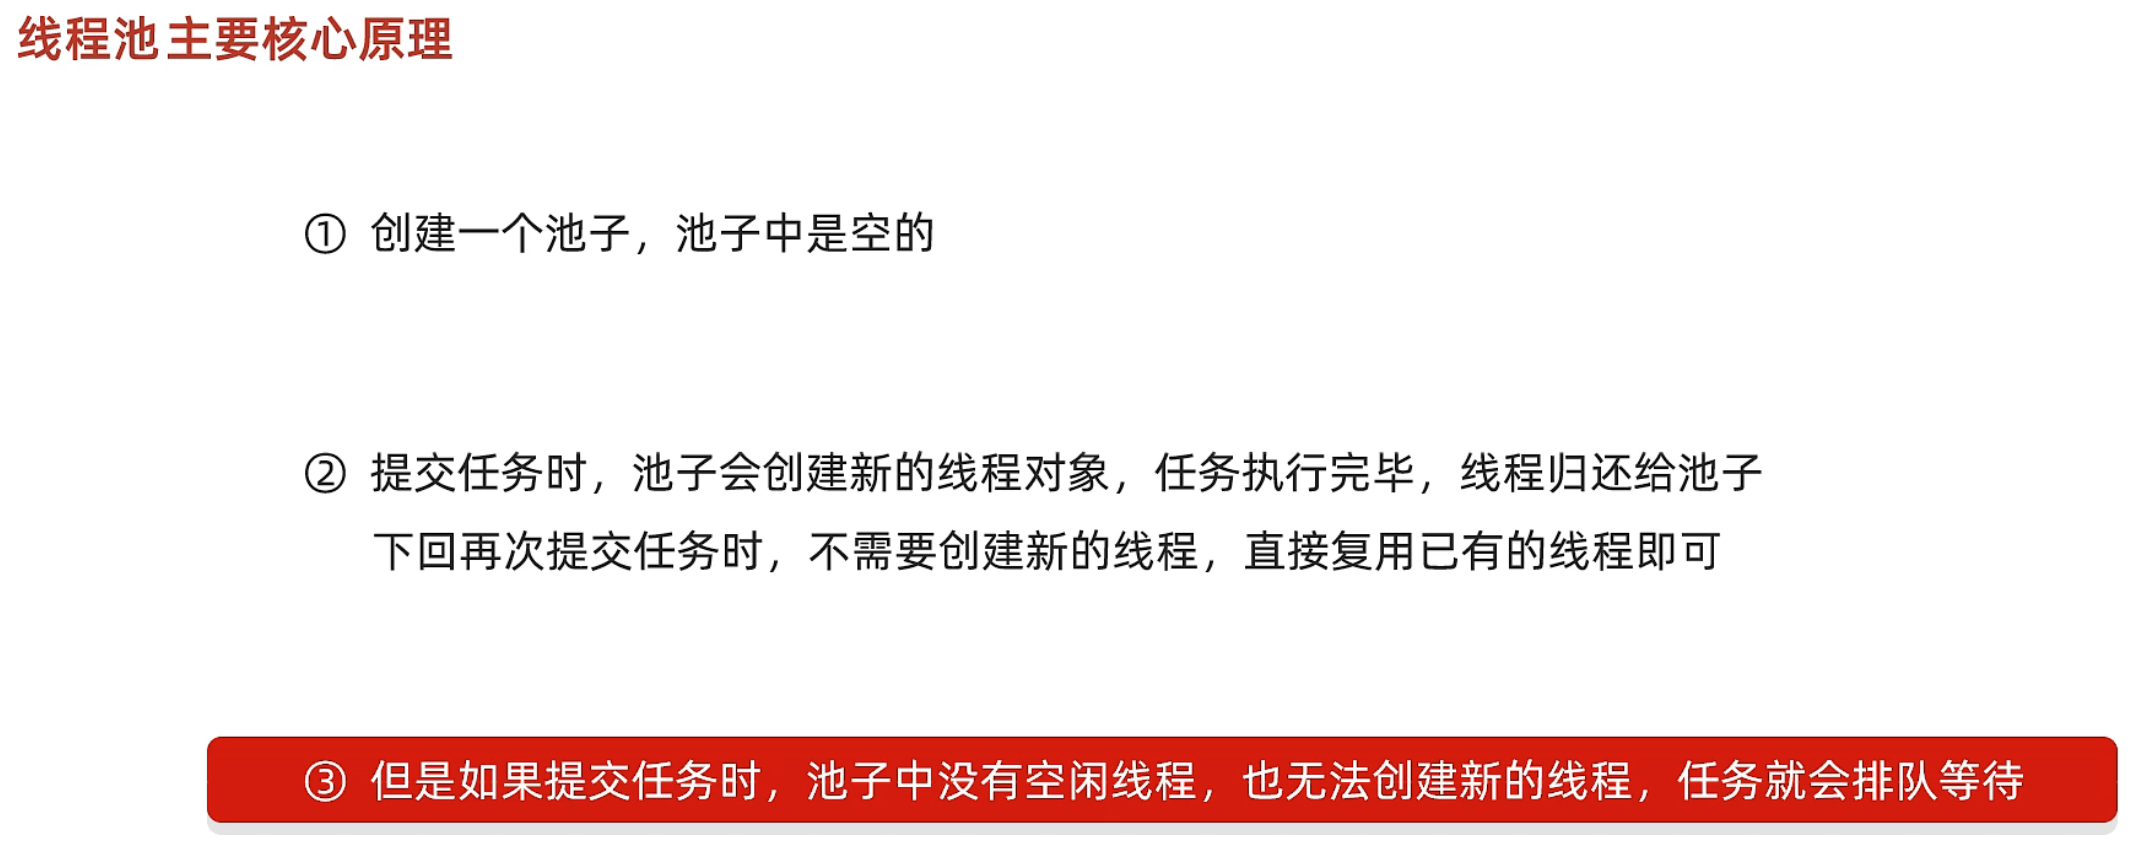 线程池主要核心原理
① 创建一个池子，池子中是空的
② 提交任务时，池子会创建新的线程对象，任务执行完毕，线程归还给池子
下回再次提交任务时，不需要创建新的线程，直接复用已有的线程即可
③ 但是如果提交任务时，池子中没有空闲线程，也无法创建新的线程，任务就会排队等待